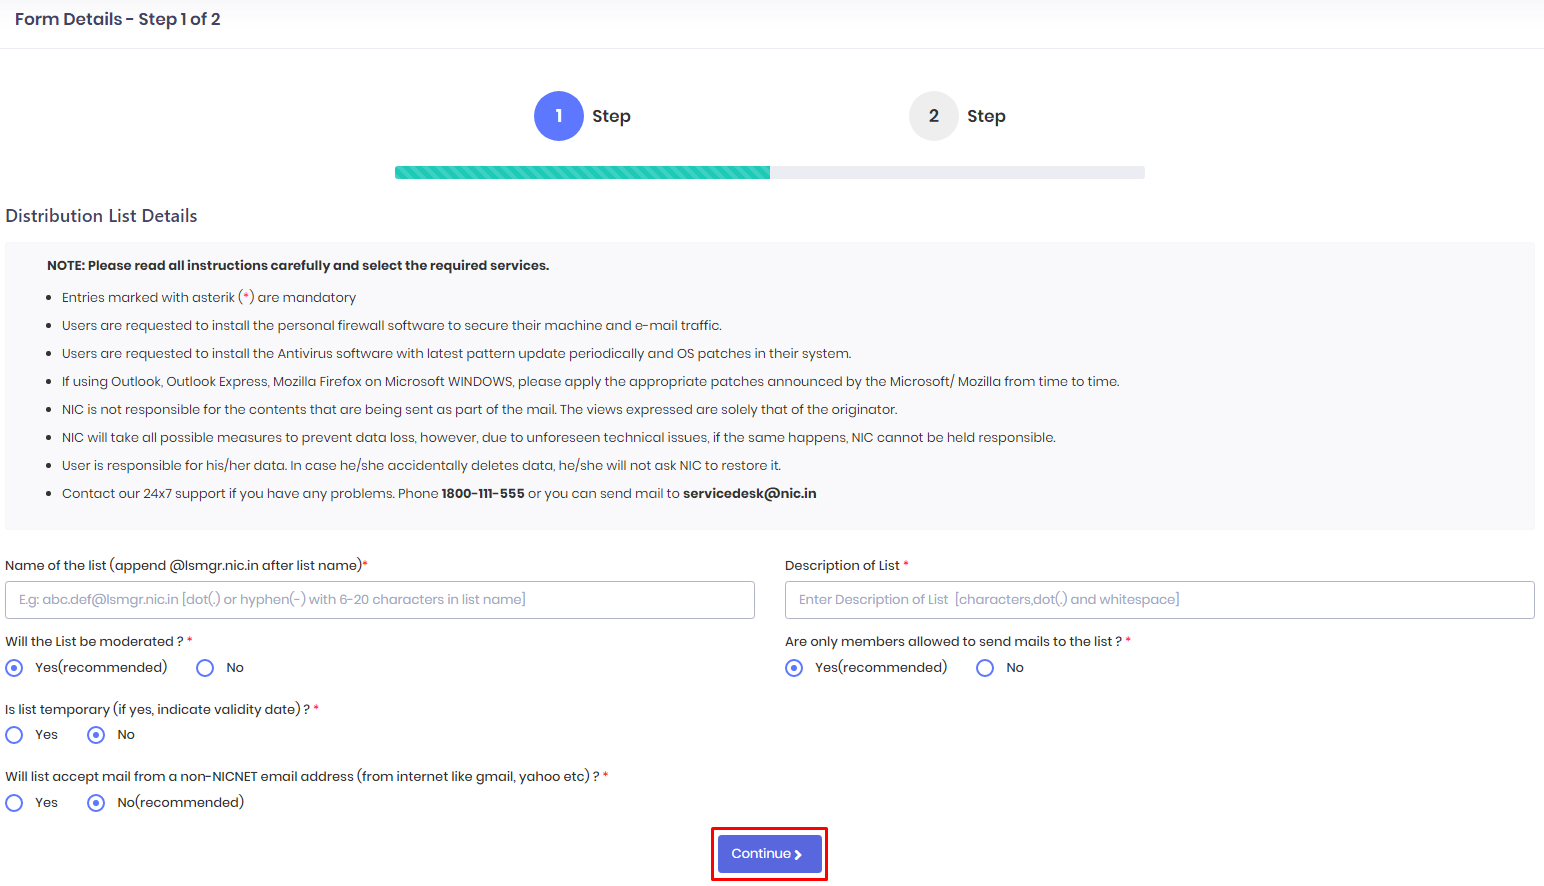 Form Details - Step 1 of 2
1 Step
2 Step
Distribution List Details
NOTE: Please read all instructions carefully and select the required services.
Entries marked with asterik (*) are mandatory
Users are requested to install the personal firewall software to secure their machine and e-mail traffic.
Users are requested to install the Antivirus software with latest pattern update periodically and OS patches in their system.
If using Outlook, Outlook Express, Mozilla Firefox on Microsoft WINDOWS, please apply the appropriate patches announced by the Microsoft/ Mozilla from time to time.
NIC is not responsible for the contents that are being sent as part of the mail. The views expressed are solely that of the originator.
NIC will take all possible measures to prevent data loss, however, due to unforeseen technical issues, if the same happens, NIC cannot be held responsible.
User is responsible for his/her data. In case he/she accidentally deletes data, he/she will not ask NIC to restore it.
Contact our 24x7 support if you have any problems. Phone 1800-111-555 or you can send mail to servicedesk@nic.in
Name of the list (append @lsmgr.nic.in after list name)*
E.g: abc.def@lsmgr.nic.in [dot(.) or hyphen(-) with 6-20 characters in list name]
Description of List *
Enter Description of List [characters,dot(.) and whitespace]
Will the List be moderated ? *
Yes(recommended) No
Are only members allowed to send mails to the list ? *
Yes(recommended) No
Is list temporary (if yes, indicate validity date) ? *
Yes No
Will list accept mail from a non-NICNET email address (from internet like gmail, yahoo etc) ? *
Yes No(recommended)
Continue